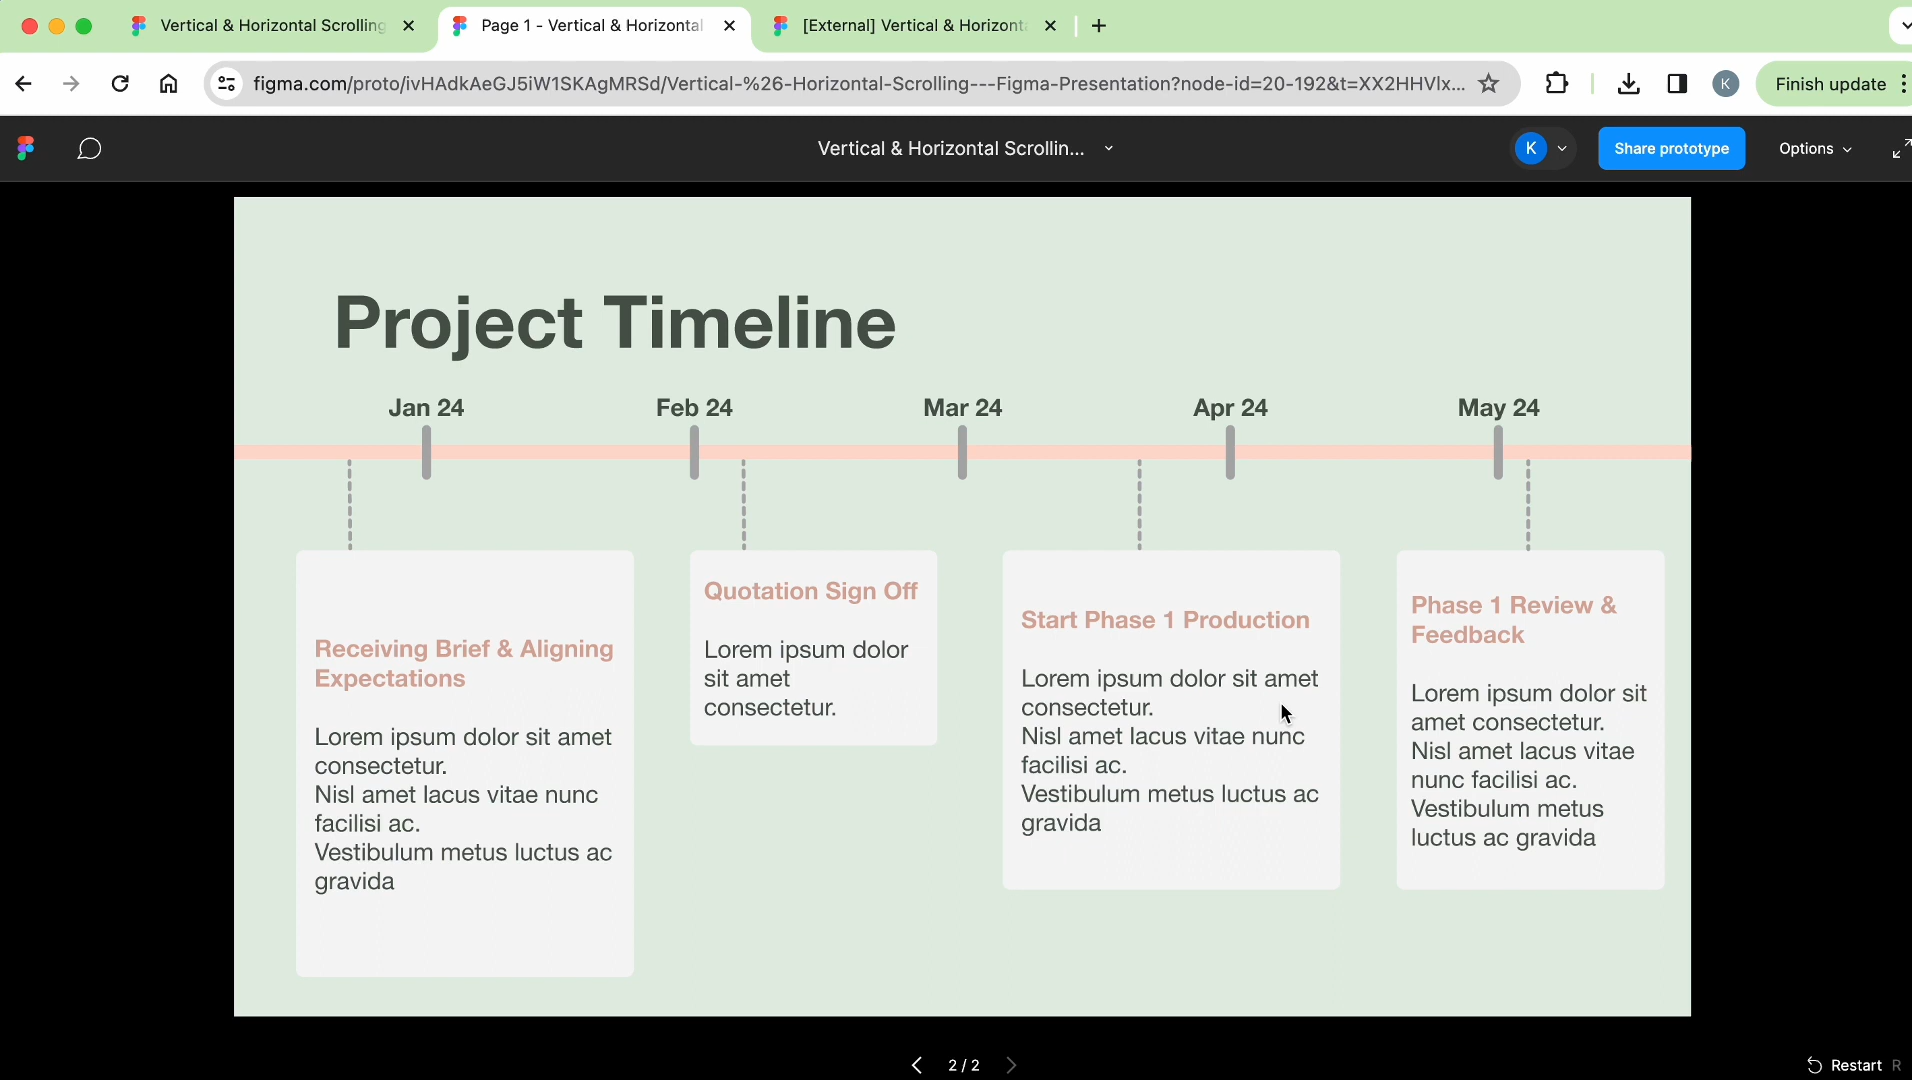 Vertical & Horizontal Scrolling
Page 1 - Vertical & Horizontal
[External] Vertical & Horizont
figma.com/proto/ivHAdkAeGJ5iW1SKAgMRSd/Vertical-%26-Horizontal-Scrolling---Figma-Presentation?node-id=20-192&t=XX2HHVlx...
K
Finish update
Vertical & Horizontal Scrollin...
K
Share prototype
Options
Project Timeline
Jan 24
Feb 24
Mar 24
Apr 24
May 24
Receiving Brief & Aligning
Expectations
Lorem ipsum dolor sit amet
consectetur.
Nisl amet lacus vitae nunc
facilisi ac.
Vestibulum metus luctus ac
gravida
Quotation Sign Off
Lorem ipsum dolor
sit amet
consectetur.
Start Phase 1 Production
Lorem ipsum dolor sit amet
consectetur.
Nisl amet lacus vitae nunc
facilisi ac.
Vestibulum metus luctus ac
gravida
Phase 1 Review &
Feedback
Lorem ipsum dolor sit
amet consectetur.
Nisl amet lacus vitae
nunc facilisi ac.
Vestibulum metus
luctus ac gravida
2 / 2
Restart R